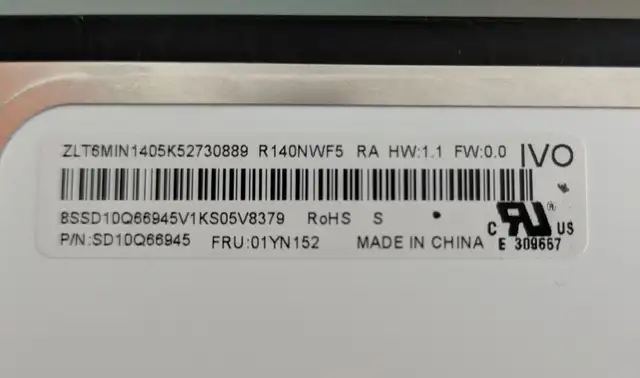 ZLT6MIN1405K52730889 R140NWF5 RA HW:1.1 FW:0.0 IVO
8SSD10Q66945V1KS05V8379 RoHS S
P/N:SD10Q66945 FRU:01YN152 MADE IN CHINA
C RU ® US
E 309667